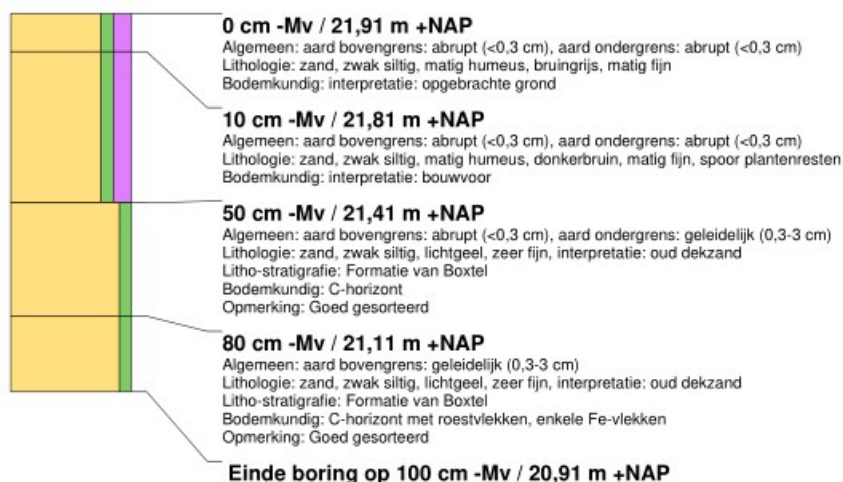 0 cm -Mv / 21,91 m +NAP
Algemeen: aard bovengrens: abrupt (<0,3 cm), aard ondergrens: abrupt (<0,3 cm)
Lithologie: zand, zwak siltig, matig humeus, bruingrijs, matig fijn
Bodemkundig: interpretatie: opgebrachte grond
10 cm -Mv / 21,81 m +NAP
Algemeen: aard bovengrens: abrupt (<0,3 cm), aard ondergrens: abrupt (<0,3 cm)
Lithologie: zand, zwak siltig, matig humeus, donkerbruin, matig fijn, spoor plantenresten
Bodemkundig: interpretatie: bouwvoor
50 cm -Mv / 21,41 m +NAP
Algemeen: aard bovengrens: abrupt (<0,3 cm), aard ondergrens: geleidelijk (0,3-3 cm)
Lithologie: zand, zwak siltig, lichtgeel, zeer fijn, interpretatie: oud dekzand
Litho-stratigrafie: Formatie van Boxtel
Bodemkundig: C-horizont
Opmerking: Goed gesorteerd
80 cm -Mv / 21,11 m +NAP
Algemeen: aard bovengrens: geleidelijk (0,3-3 cm)
Lithologie: zand, zwak siltig, lichtgeel, zeer fijn, interpretatie: oud dekzand
Litho-stratigrafie: Formatie van Boxtel
Bodemkundig: C-horizont met roestvlekken, enkele Fe-vlekken
Opmerking: Goed gesorteerd
Einde boring op 100 cm -Mv / 20,91 m +NAP